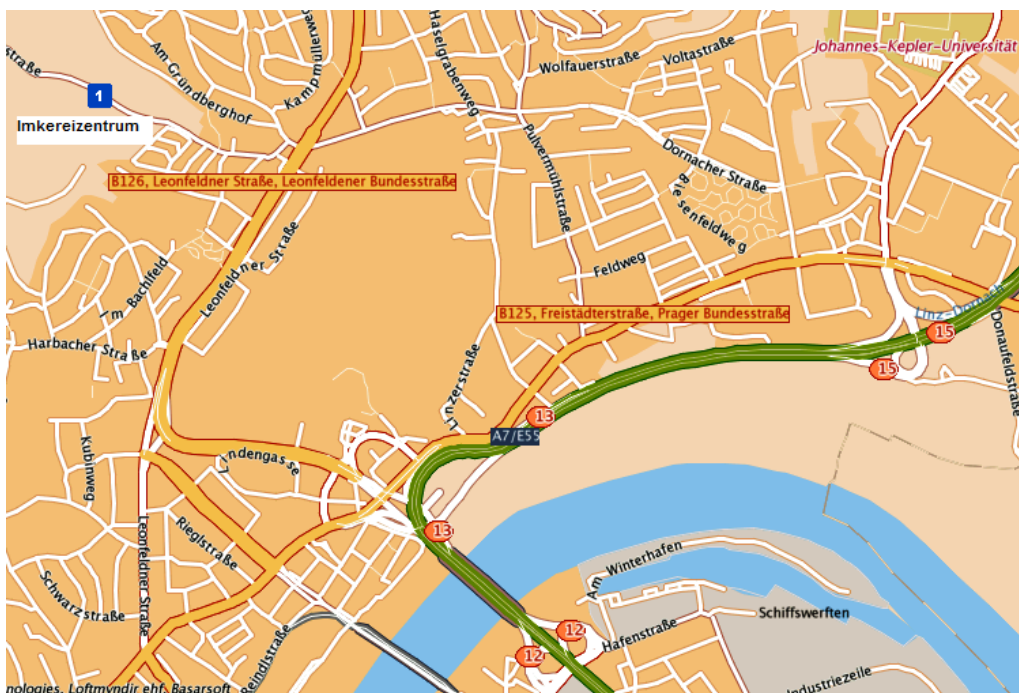 Johannes-Kepler-Universität
Haselgrabenweg
Wolfauerstraße
Voltastraße
Am Gründberghof
Kampmillerweg
straße
1
Imkereizentrum
Pulvermühlstraße
Dornacher Straße
Biesenfeldweg
B126, Leonfeldner Straße, Leonfeldener Bundesstraße
Leonfeldner Straße
Im Bachlfeld
Feldweg
Harbacher Straße
B125, Freistädterstraße, Prager Bundesstraße
Linz-Dornach
15
15
Donaufeldstraße
Linzerstraße
13
A7/E55
Kubinweg
Lindengasse
Rieglstraße
Leonfeldner Straße
13
Schwarzstraße
Am Winterhafen
Schiffswerften
Hafenstraße
12
12
Reindlstraße
Industriezeile
nologies, Loftmyndir ehf, Basarsoft